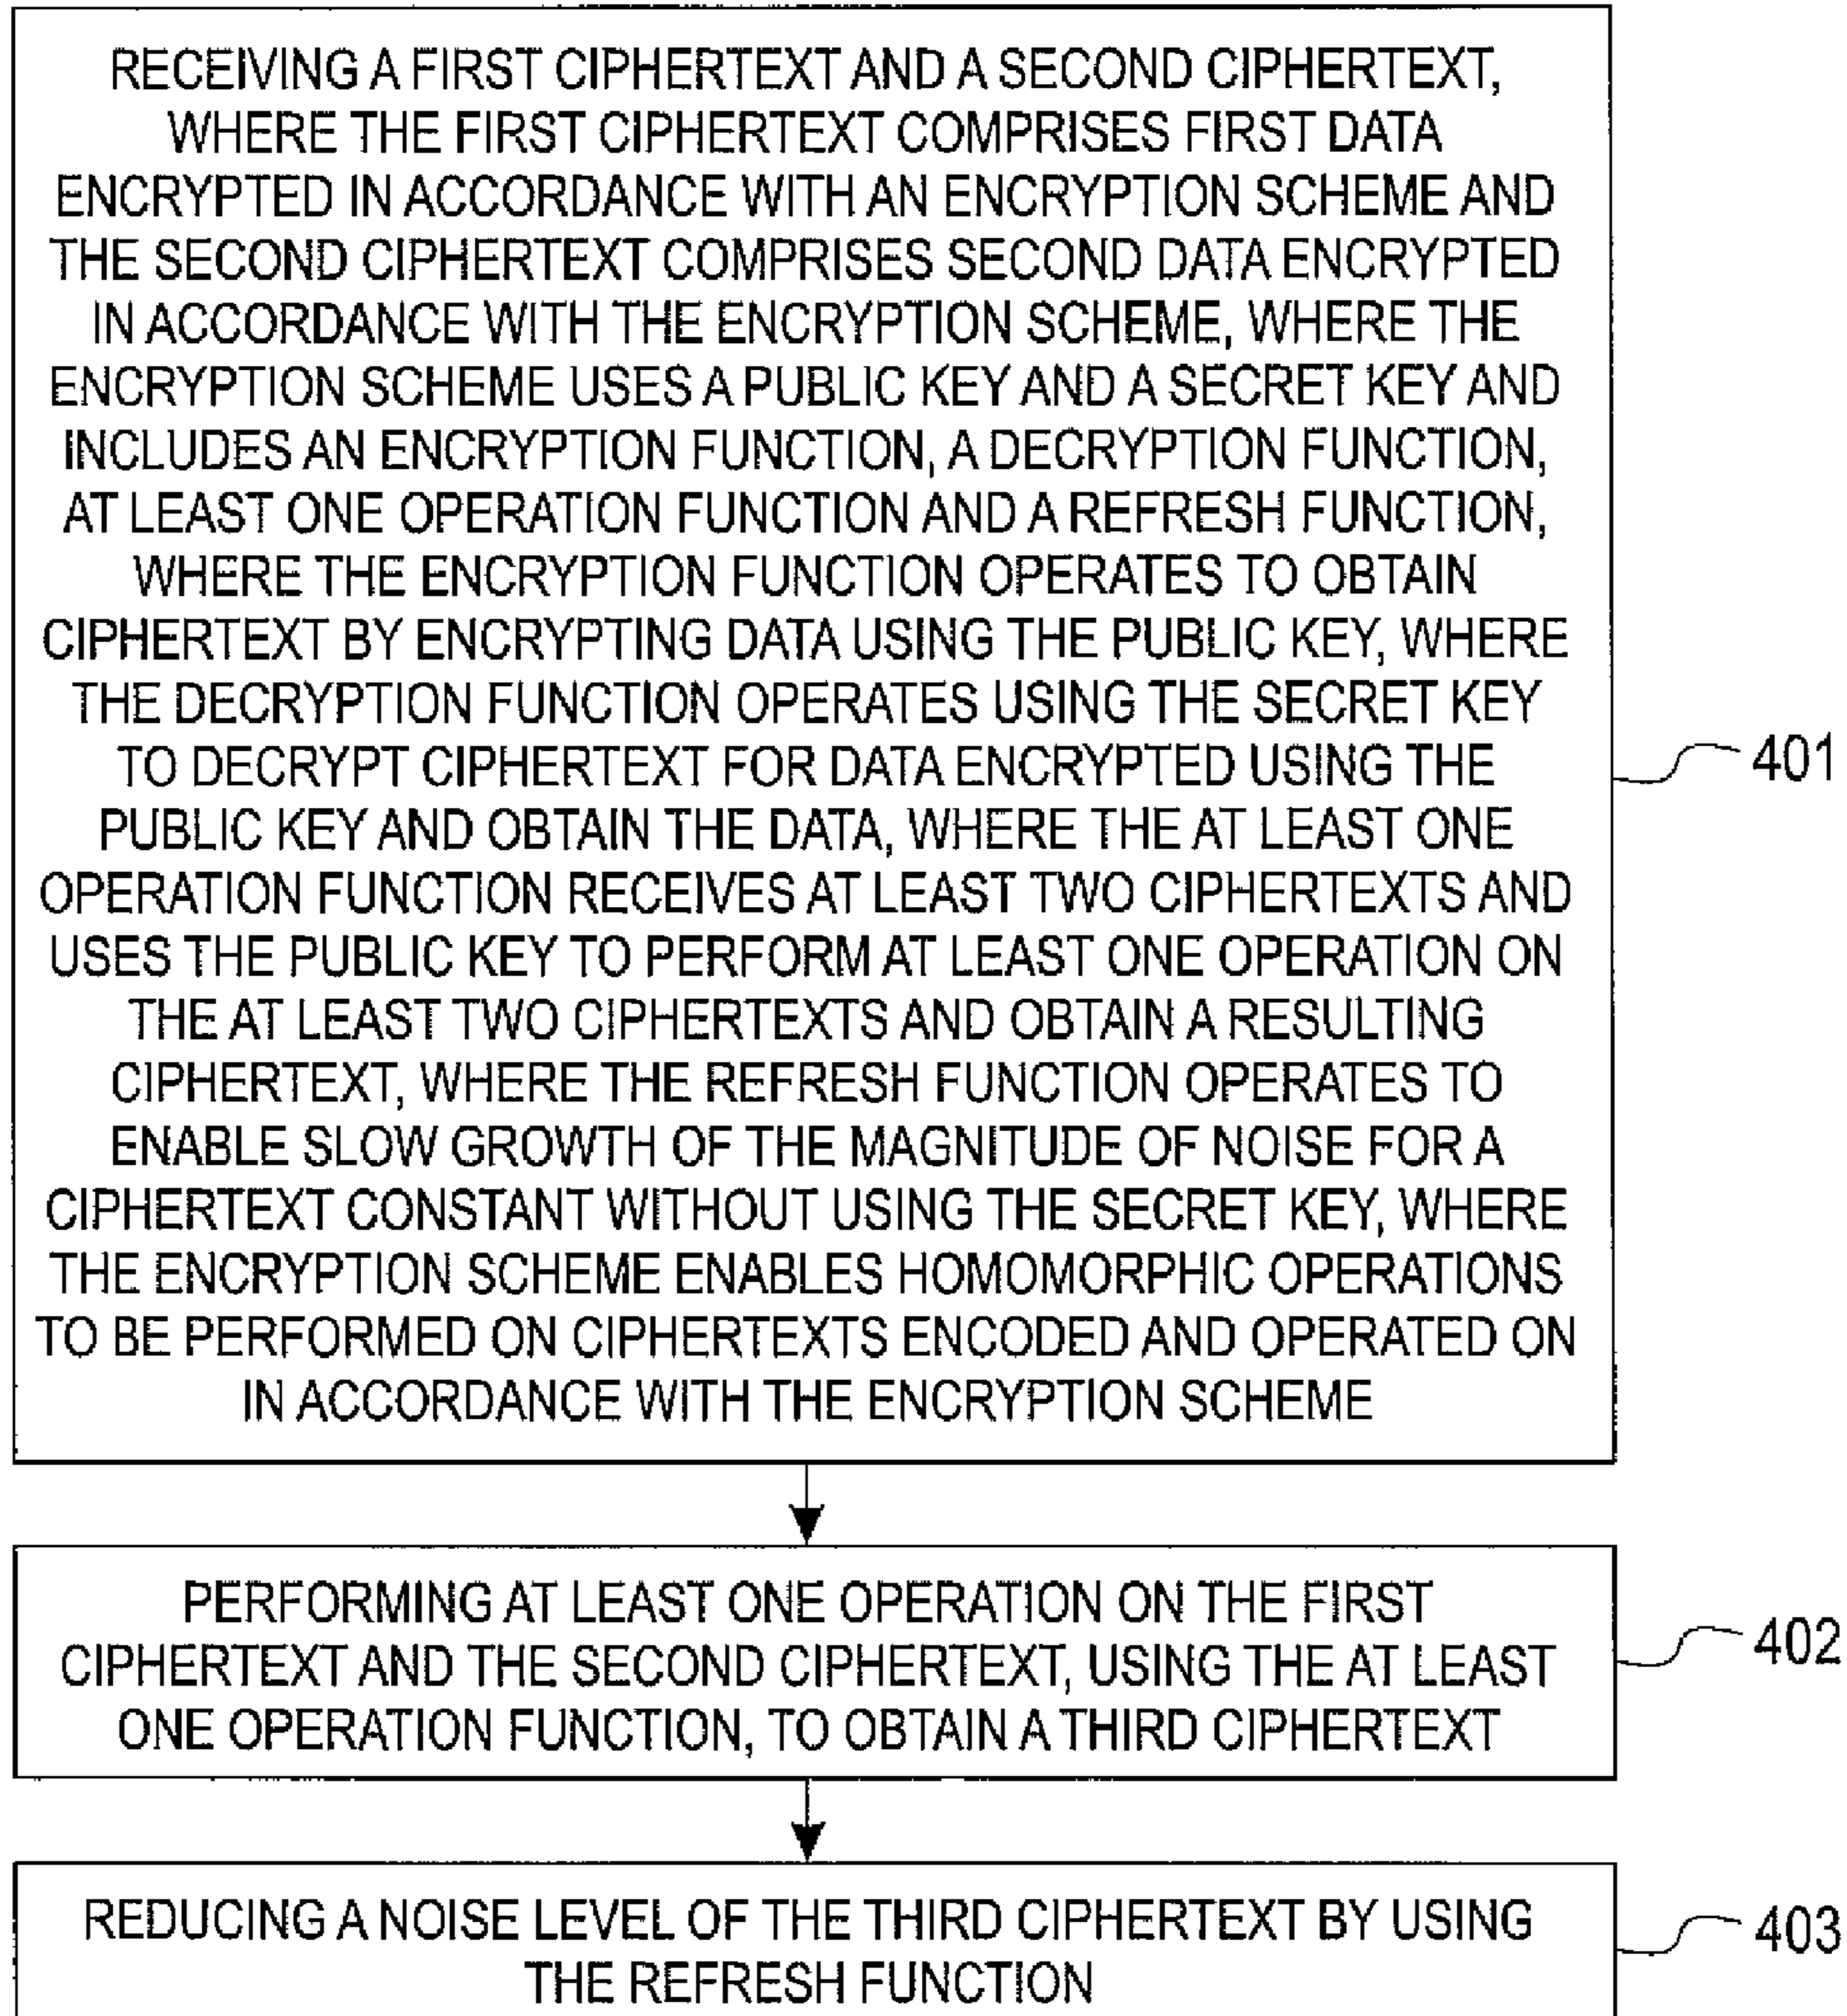 RECEIVING A FIRST CIPHERTEXT AND A SECOND CIPHERTEXT,
WHERE THE FIRST CIPHERTEXT COMPRISES FIRST DATA
ENCRYPTED IN ACCORDANCE WITH AN ENCRYPTION SCHEME AND
THE SECOND CIPHERTEXT COMPRISES SECOND DATA ENCRYPTED
IN ACCORDANCE WITH THE ENCRYPTION SCHEME, WHERE THE
ENCRYPTION SCHEME USES A PUBLIC KEY AND A SECRET KEY AND
INCLUDES AN ENCRYPTION FUNCTION, A DECRYPTION FUNCTION,
AT LEAST ONE OPERATION FUNCTION AND A REFRESH FUNCTION,
WHERE THE ENCRYPTION FUNCTION OPERATES TO OBTAIN
CIPHERTEXT BY ENCRYPTING DATA USING THE PUBLIC KEY, WHERE
THE DECRYPTION FUNCTION OPERATES USING THE SECRET KEY
TO DECRYPT CIPHERTEXT FOR DATA ENCRYPTED USING THE
PUBLIC KEY AND OBTAIN THE DATA, WHERE THE AT LEAST ONE
OPERATION FUNCTION RECEIVES AT LEAST TWO CIPHERTEXTS AND
USES THE PUBLIC KEY TO PERFORM AT LEAST ONE OPERATION ON
THE AT LEAST TWO CIPHERTEXTS AND OBTAIN A RESULTING
CIPHERTEXT, WHERE THE REFRESH FUNCTION OPERATES TO
ENABLE SLOW GROWTH OF THE MAGNITUDE OF NOISE FOR A
CIPHERTEXT CONSTANT WITHOUT USING THE SECRET KEY, WHERE
THE ENCRYPTION SCHEME ENABLES HOMOMORPHIC OPERATIONS
TO BE PERFORMED ON CIPHERTEXTS ENCODED AND OPERATED ON
IN ACCORDANCE WITH THE ENCRYPTION SCHEME
401
PERFORMING AT LEAST ONE OPERATION ON THE FIRST
CIPHERTEXT AND THE SECOND CIPHERTEXT, USING THE AT LEAST
ONE OPERATION FUNCTION, TO OBTAIN A THIRD CIPHERTEXT
402
REDUCING A NOISE LEVEL OF THE THIRD CIPHERTEXT BY USING
THE REFRESH FUNCTION
403